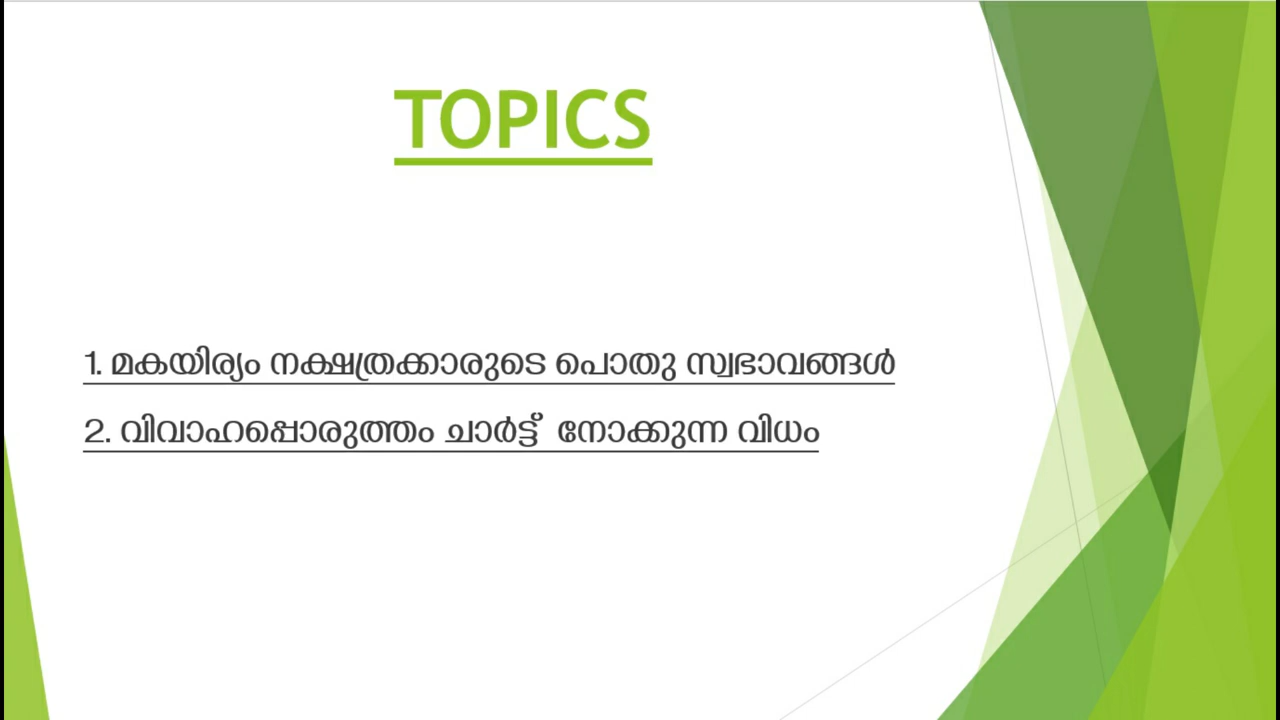 TOPICS
1. മകയിര്യം നക്ഷത്രക്കാരുടെ പൊതു സ്വഭാവങ്ങൾ
2. വിവാഹപ്പൊരുത്തം ചാർട്ട് നോക്കുന്ന വിധം